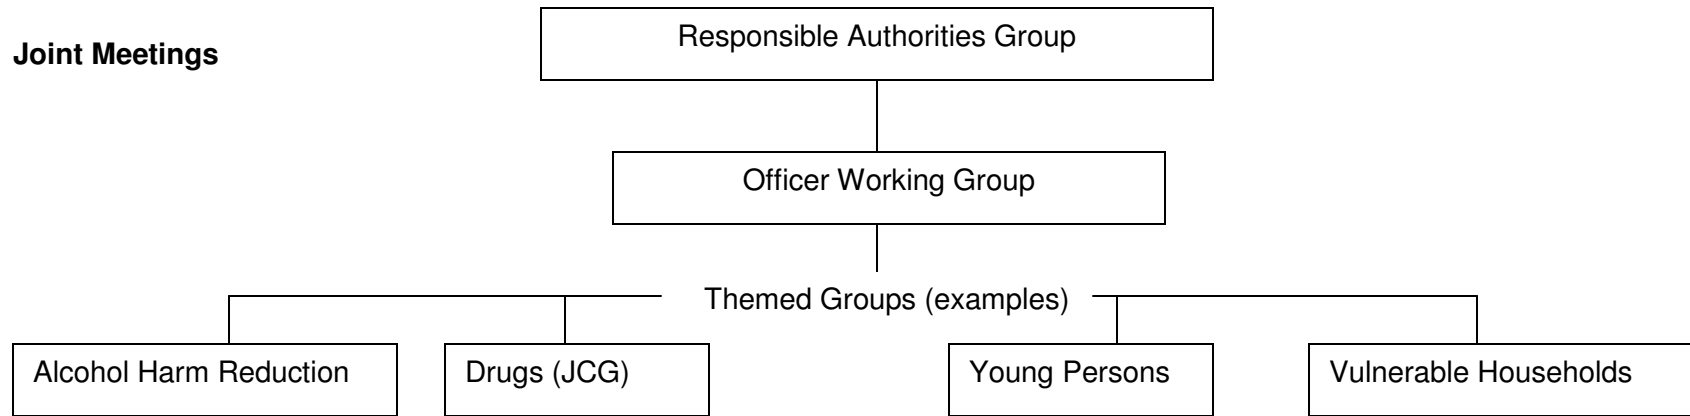 Joint Meetings
Responsible Authorities Group
Officer Working Group
Themed Groups (examples)
Alcohol Harm Reduction
Drugs (JCG)
Young Persons
Vulnerable Households